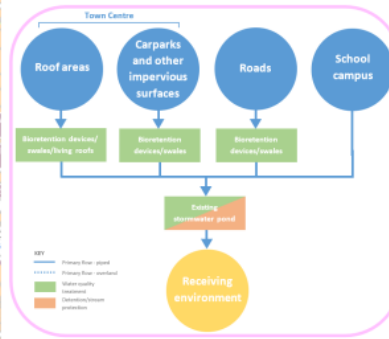 Town Centre
Roof areas
Carparks
and other
impervious
surfaces
Roads
School
campus
Bioretention devices/
swales/living roofs
Bioretention
devices/swales
Bioretention
devices/swales
Existing
stormwater pond
Receiving
environment
KEY
Primary flow - piped
Primary flow - overland
Water quality
treatment
Detention/stream
protection